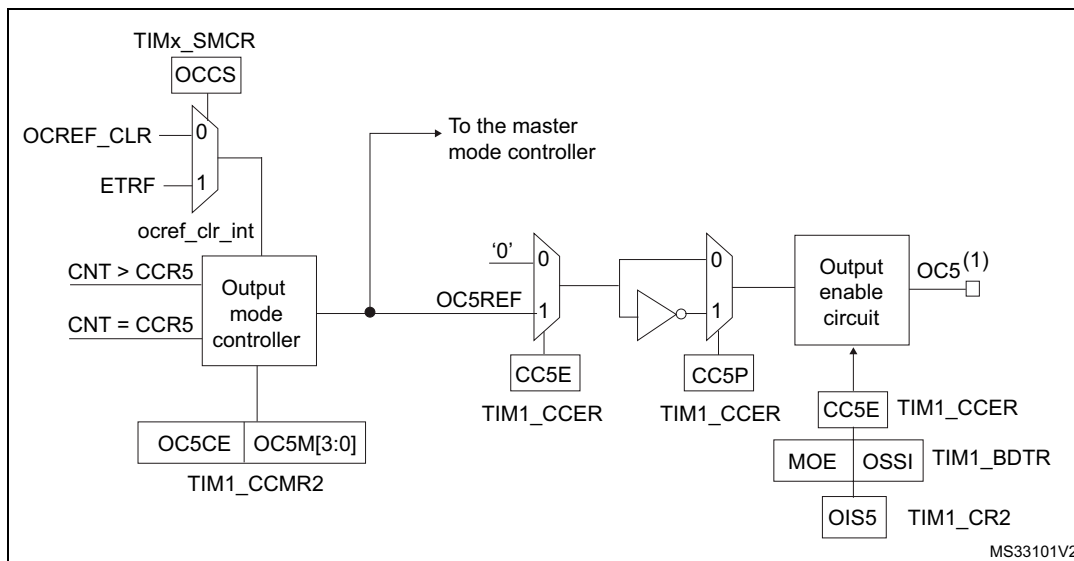 TIMx_SMCR
OCCS
OCREF_CLR
0
ETRF
1
ocref_clr_int
To the master
mode controller
CNT > CCR5
CNT = CCR5
Output
mode
controller
‘0’
0
OC5REF
1
0
1
Output
enable
circuit
OC5(1)
CC5E
TIM1_CCER
CC5P
TIM1_CCER
CC5E
TIM1_CCER
OC5CE
OC5M[3:0]
TIM1_CCMR2
MOE
OSSI
TIM1_BDTR
OIS5
TIM1_CR2
MS33101V2